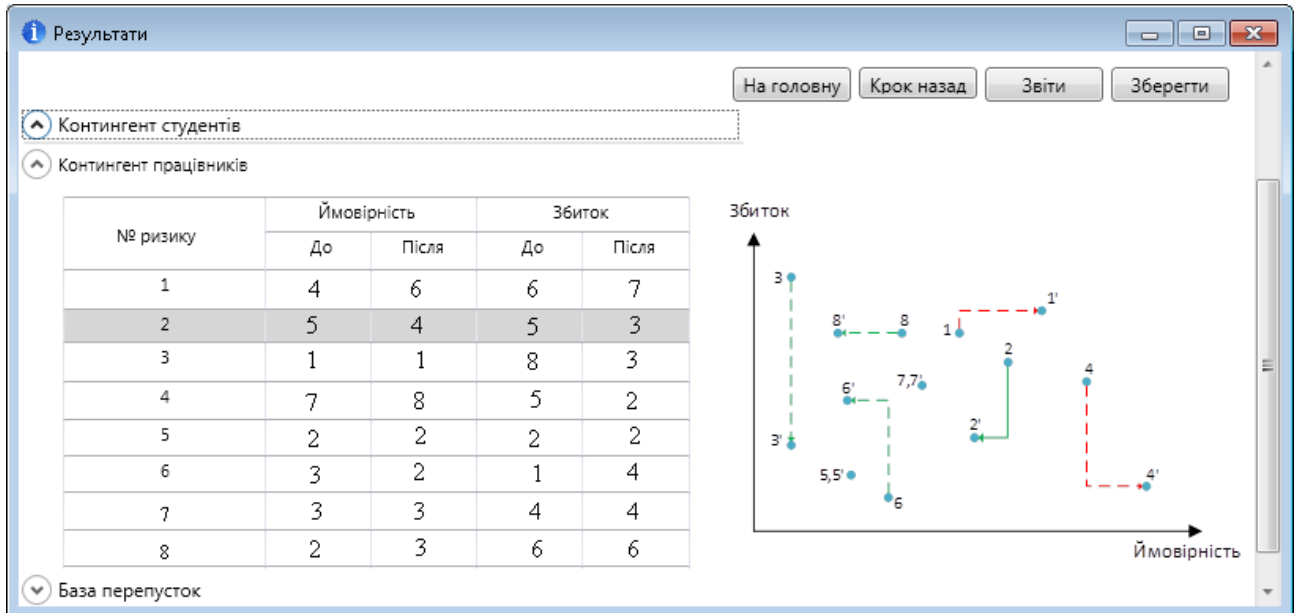 Результати
На головну Крок назад Звіти Зберегти
Контингент студентів
Контингент працівників
№ ризику Ймовірність Збиток
До Після До Після
1 4 6 6 7
2 5 4 5 3
3 1 1 8 3
4 7 8 5 2
5 2 2 2 2
6 3 2 1 4
7 3 3 4 4
8 2 3 6 6
Збиток
3
8' 8 1 1'
2
4
6' 7,7'
3' 2'
5,5' 4'
6
Ймовірність
База перепусток